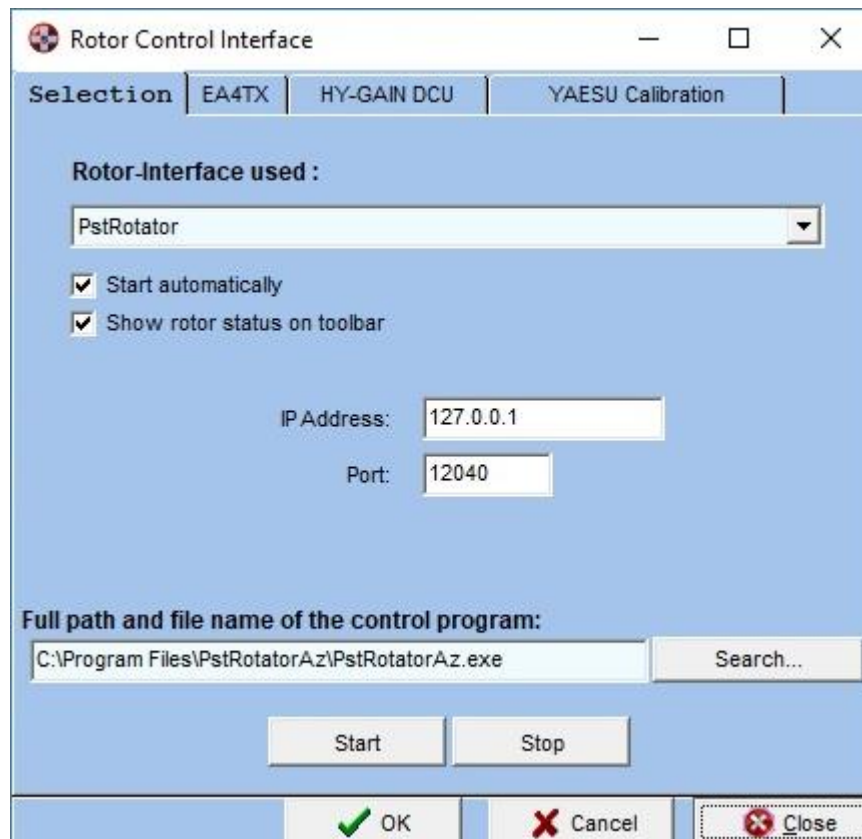 Rotor Control Interface
Selection EA4TX HY-GAIN DCU YAESU Calibration
Rotor-Interface used :
PstRotator
Start automatically
Show rotor status on toolbar
IP Address: 127.0.0.1
Port: 12040
Full path and file name of the control program:
C:\Program Files\PstRotatorAz\PstRotatorAz.exe Search...
Start Stop
OK Cancel Close